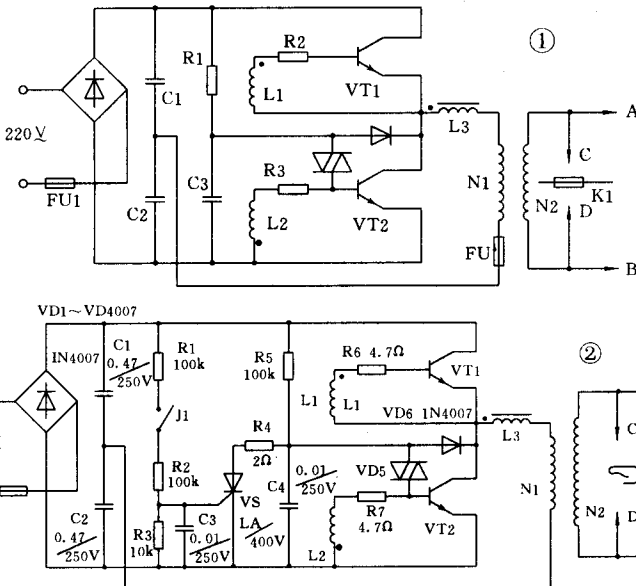 ①
R1
R2
C1
L1
VT1
A
220V
L3
C
R3
N1
K1
FU1
C2
C3
L2
VT2
N2
D
FU
B
VD1～VD4007
②
IN4007
C1
0.47
250V
R1
100k
R5
100k
R6 4.7Ω
VT1
J1
L1
L1
VD6 1N4007
R4
2Ω
L3
C
R2
100k
C4
0.01
250V
VD5
N1
VS
LA
400V
C2
0.47
250V
R3
10k
C3
0.01
250V
R7
4.7Ω
VT2
N2
D
L2